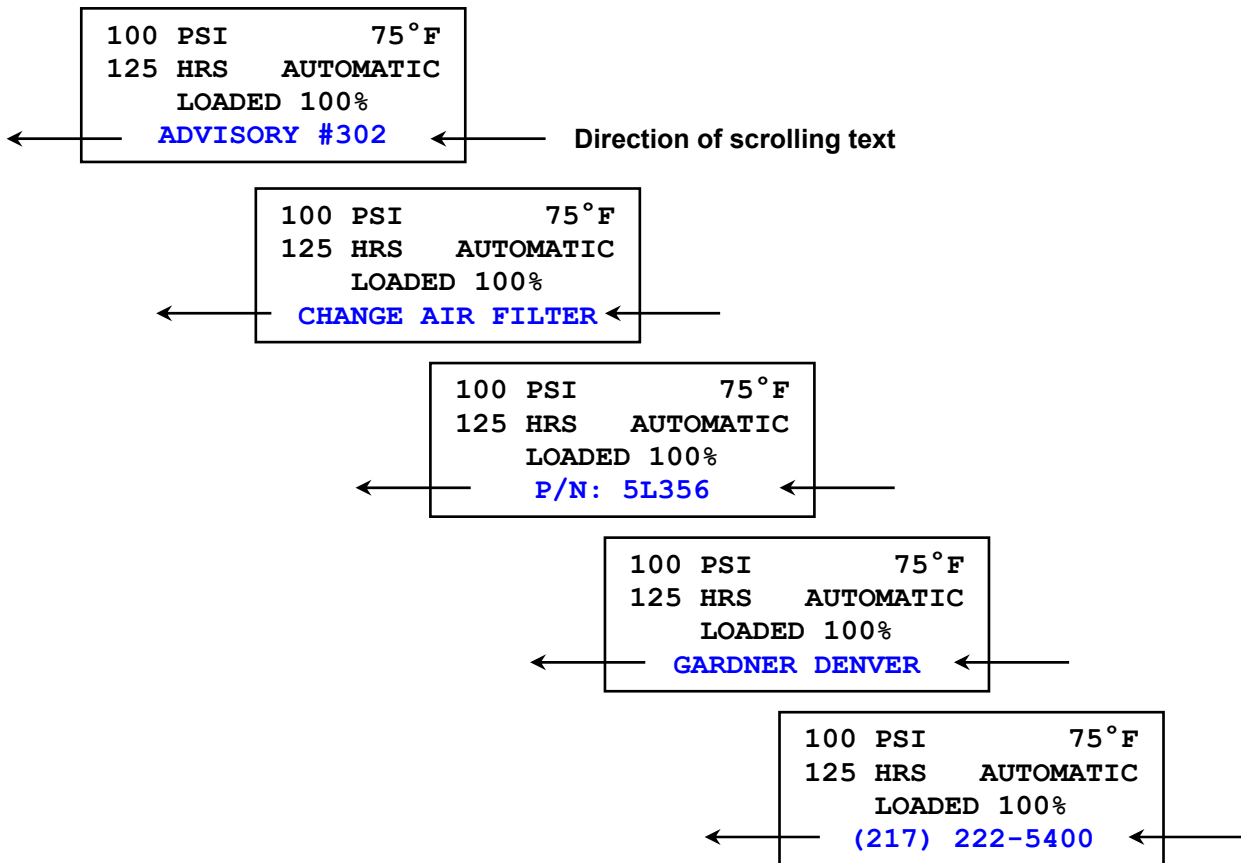 100 PSI 75°F
125 HRS AUTOMATIC
LOADED 100%
ADVISORY #302
Direction of scrolling text
100 PSI 75°F
125 HRS AUTOMATIC
LOADED 100%
CHANGE AIR FILTER
100 PSI 75°F
125 HRS AUTOMATIC
LOADED 100%
P/N: 5L356
100 PSI 75°F
125 HRS AUTOMATIC
LOADED 100%
GARDNER DENVER
100 PSI 75°F
125 HRS AUTOMATIC
LOADED 100%
(217) 222-5400